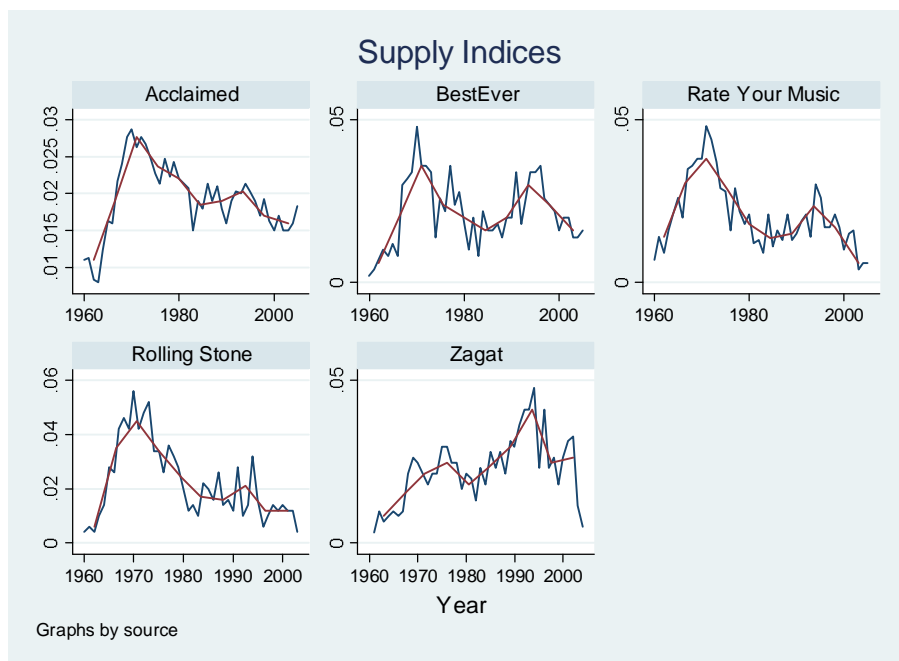 Supply Indices
Acclaimed
BestEver
Rate Your Music
.01 .015 .02 .025 .03
0 .05
0 .05
1960 1980 2000
1960 1980 2000
1960 1980 2000
Rolling Stone
Zagat
0 .02 .04 .06
0 .05
1960 1970 1980 1990 2000
1960 1970 1980 1990 2000
Year
Graphs by source